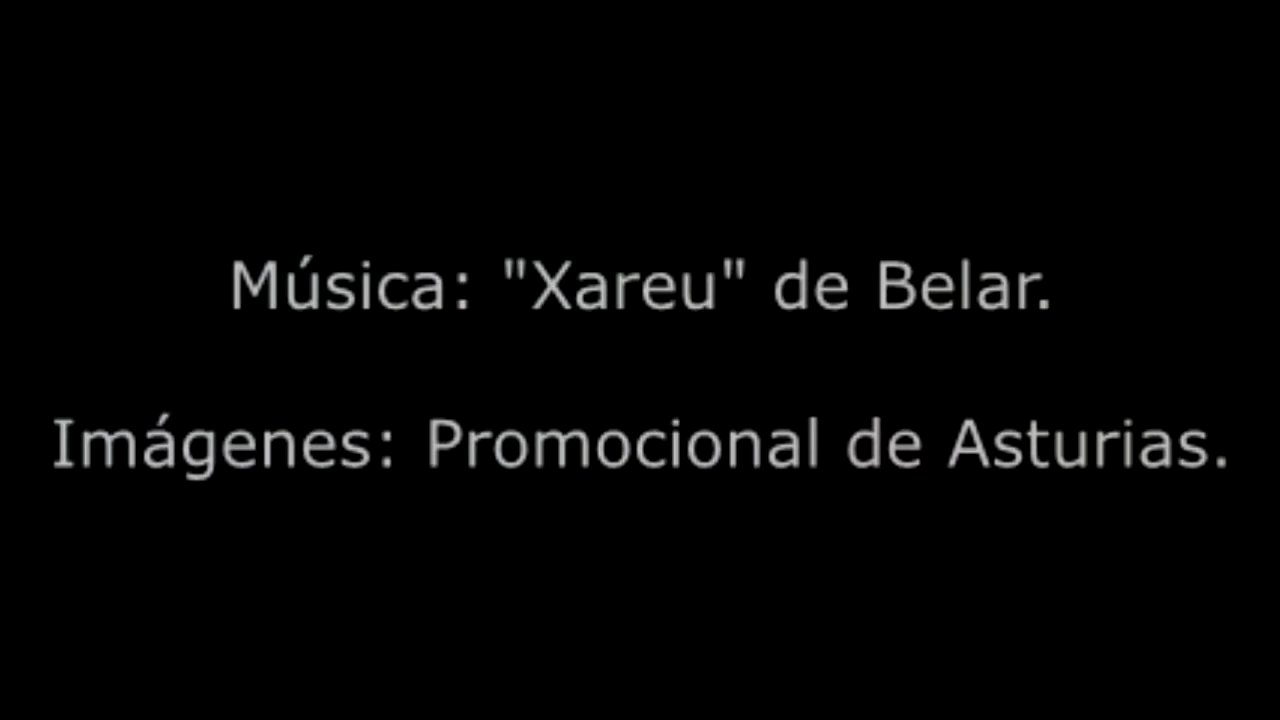 Música: "Xareu" de Belar.
Imágenes: Promocional de Asturias.